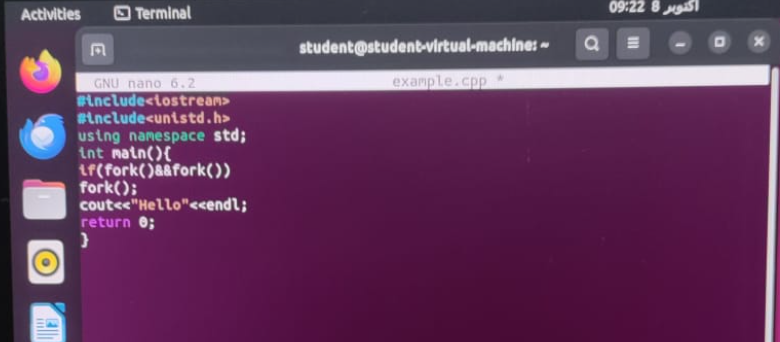 Activities
Terminal
09:22 8 اكتوبر
student@student-virtual-machine: ~
GNU nano 6.2
example.cpp *
#include<iostream>
#include<unistd.h>
using namespace std;
int main(){
if(fork()&&fork())
fork();
cout<<"Hello"<<endl;
return 0;
}